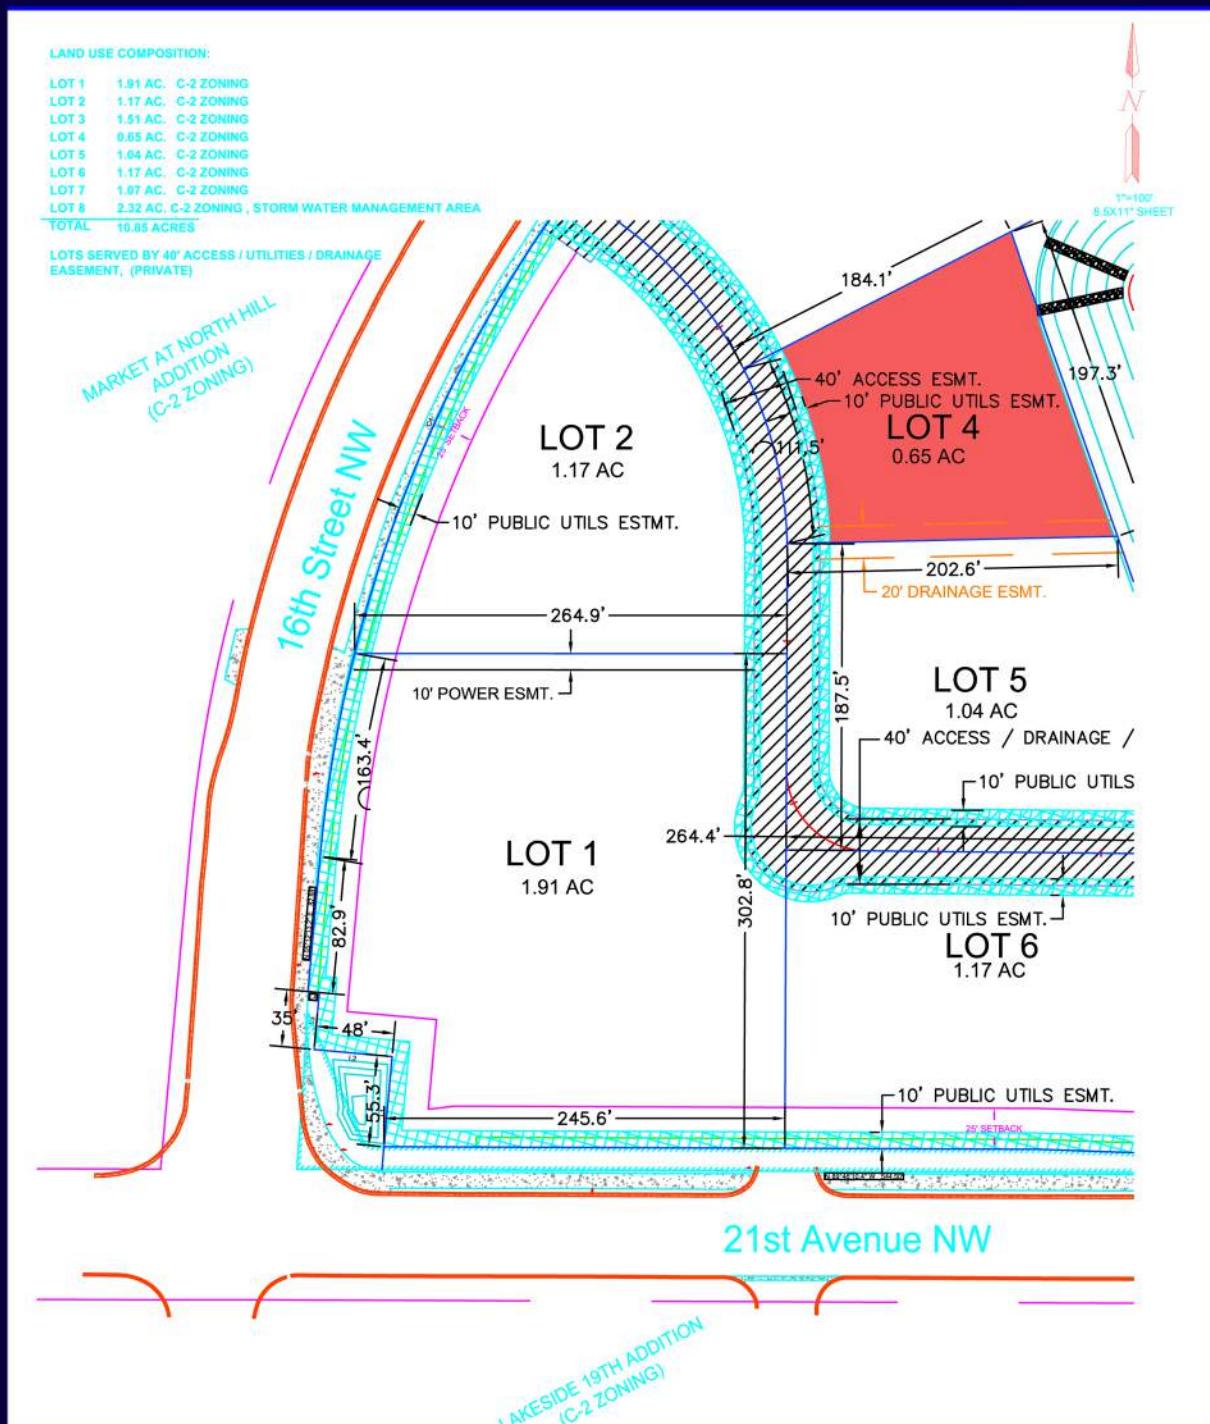 LAND USE COMPOSITION:
LOT 1 1.91 AC. C-2 ZONING
LOT 2 1.17 AC. C-2 ZONING
LOT 3 1.51 AC. C-2 ZONING
LOT 4 0.65 AC. C-2 ZONING
LOT 5 1.04 AC. C-2 ZONING
LOT 6 1.17 AC. C-2 ZONING
LOT 7 1.07 AC. C-2 ZONING
LOT 8 2.32 AC. C-2 ZONING , STORM WATER MANAGEMENT AREA
TOTAL 10.85 ACRES
LOTS SERVED BY 40' ACCESS / UTILITIES / DRAINAGE
EASEMENT, (PRIVATE)
N
1"=100'
8.5X11" SHEET
MARKET AT NORTH HILL
ADDITION
(C-2 ZONING)
184.1'
197.3'
40' ACCESS ESMT.
10' PUBLIC UTILS ESMT.
LOT 4
0.65 AC
111.5'
25' SETBACK
LOT 2
1.17 AC
16th Street NW
10' PUBLIC UTILS ESTMT.
202.6'
20' DRAINAGE ESMT.
264.9'
10' POWER ESMT.
187.5'
LOT 5
1.04 AC
40' ACCESS / DRAINAGE /
10' PUBLIC UTILS
163.4'
264.4'
LOT 1
1.91 AC
302.8'
82.9'
10' PUBLIC UTILS ESMT.
LOT 6
1.17 AC
35'
48'
L2
55.3'
245.6'
10' PUBLIC UTILS ESMT.
25' SETBACK
21st Avenue NW
LAKESIDE 19TH ADDITION
(C-2 ZONING)